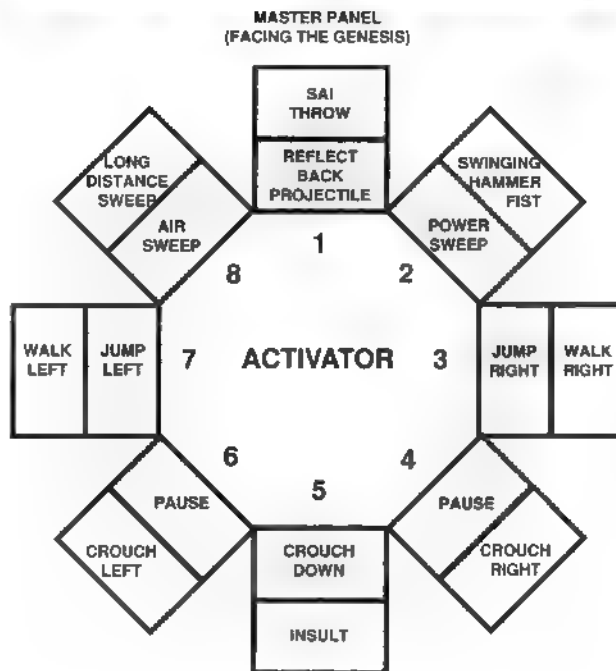 MASTER PANEL
(FACING THE GENESIS)
SAI
THROW
REFLECT
BACK
PROJECTILE
LONG
DISTANCE
SWEEP
AIR
SWEEP
SWINGING
HAMMER
FIST
POWER
SWEEP
1
2
8
WALK
LEFT
JUMP
LEFT
7
ACTIVATOR
3
JUMP
RIGHT
WALK
RIGHT
6
5
4
PAUSE
CROUCH
LEFT
PAUSE
CROUCH
RIGHT
CROUCH
DOWN
INSULT